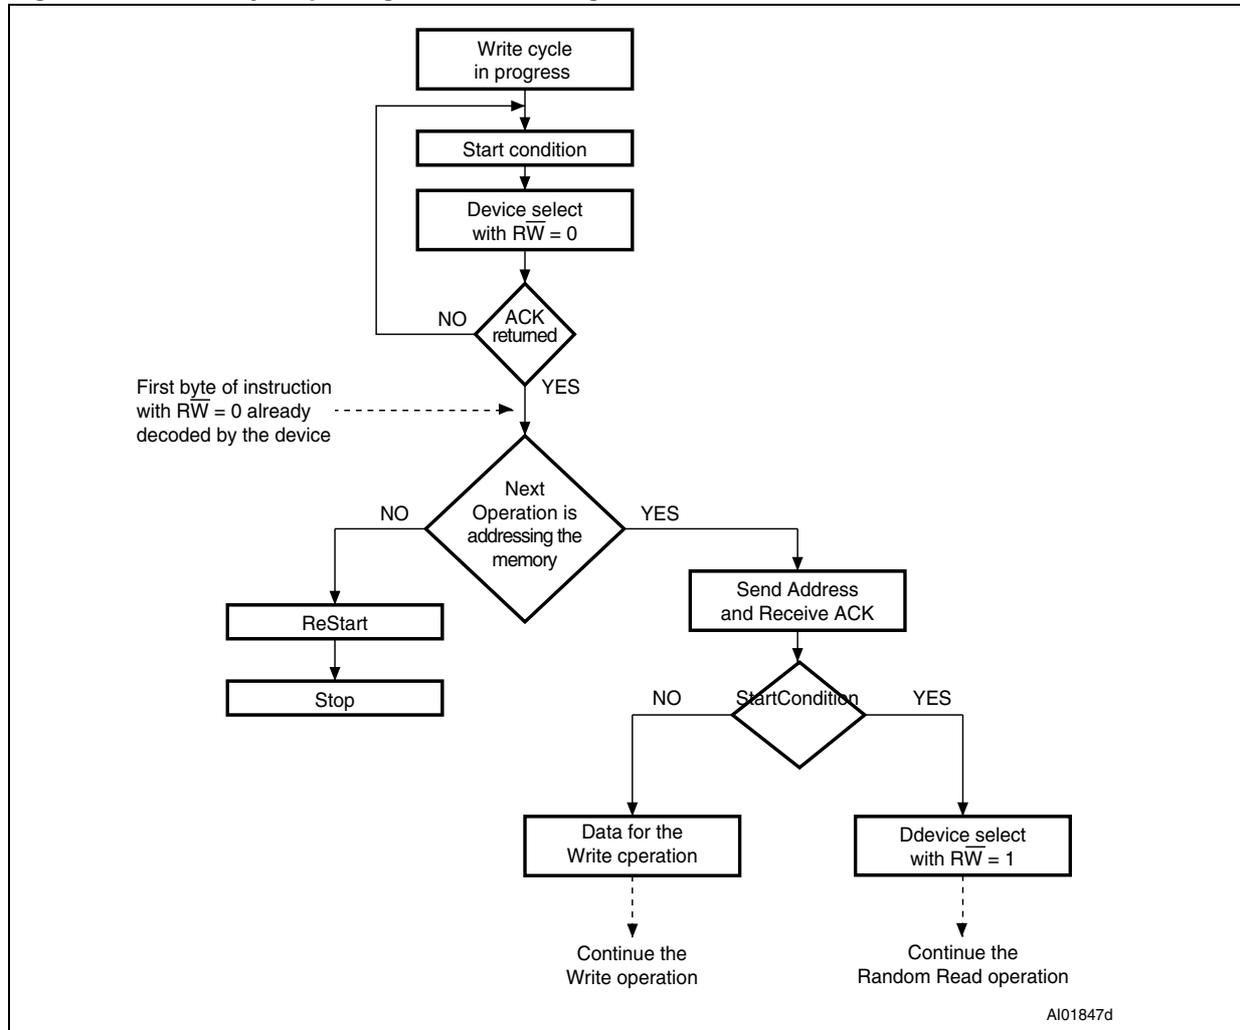 Write cycle
in progress
Start condition
Device select
with RW̅ = 0
NO
ACK
returned
YES
First byte of instruction
with RW̅ = 0 already
decoded by the device
Next
Operation is
addressing the
memory
NO
YES
Send Address
and Receive ACK
ReStart
Stop
NO
StartCondition
YES
Data for the
Write cperation
Ddevice select
with RW̅ = 1
Continue the
Write operation
Continue the
Random Read operation
AI01847d